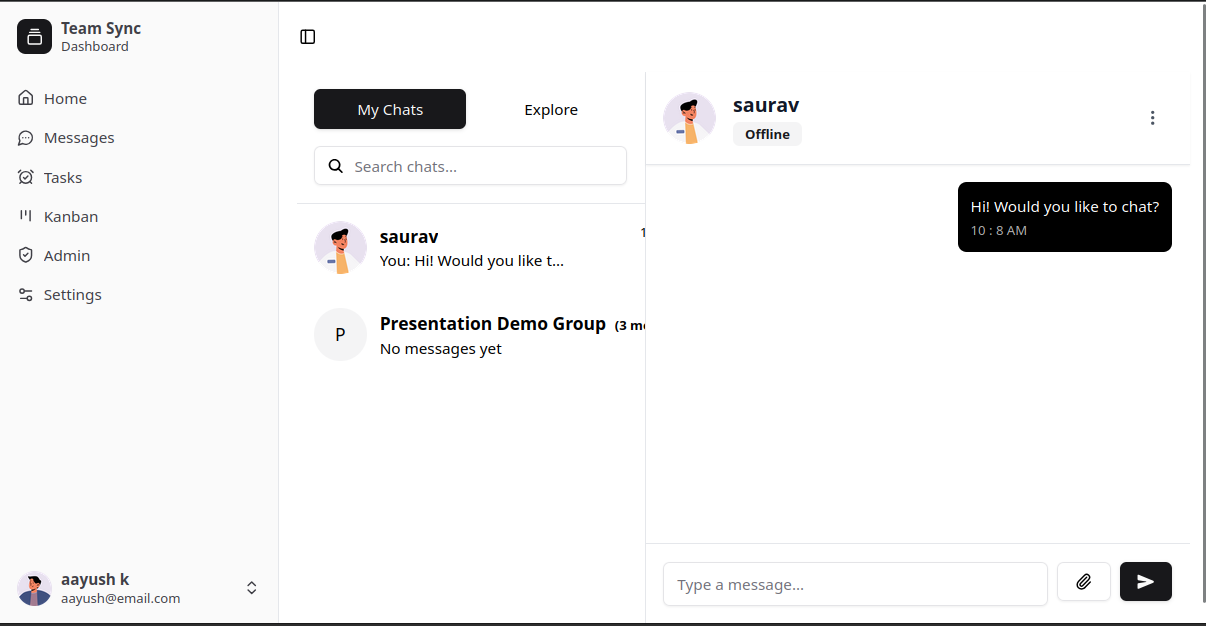 Team Sync
Dashboard
Home
Messages
Tasks
Kanban
Admin
Settings
aayush k
aayush@email.com
My Chats
Explore
Search chats...
saurav
1
You: Hi! Would you like t...
P
Presentation Demo Group (3 m
No messages yet
saurav
Offline
Hi! Would you like to chat?
10 : 8 AM
Type a message...